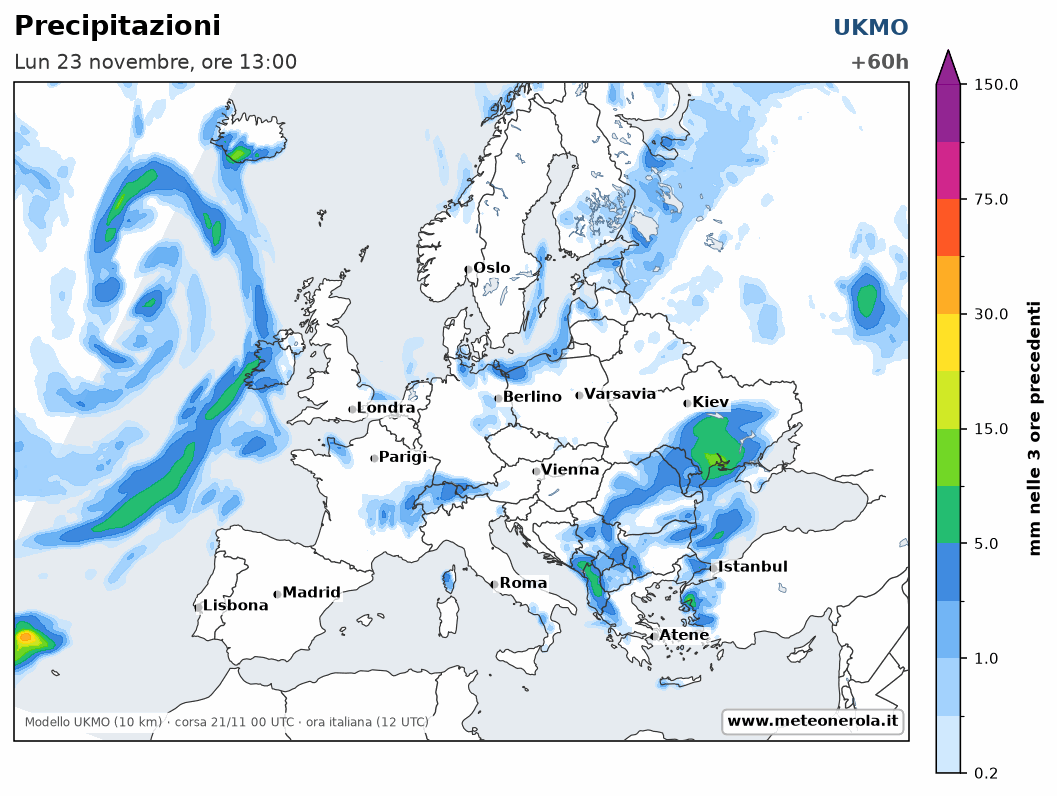 Precipitazioni
UKMO
Lun 23 novembre, ore 13:00
+60h
150.0
75.0
30.0
15.0
5.0
1.0
0.2
mm nelle 3 ore precedenti
Oslo
Berlino
Varsavia
Kiev
Londra
Parigi
Vienna
Istanbul
Roma
Madrid
Lisbona
Atene
Modello UKMO (10 km) · corsa 21/11 00 UTC · ora italiana (12 UTC)
www.meteonerola.it